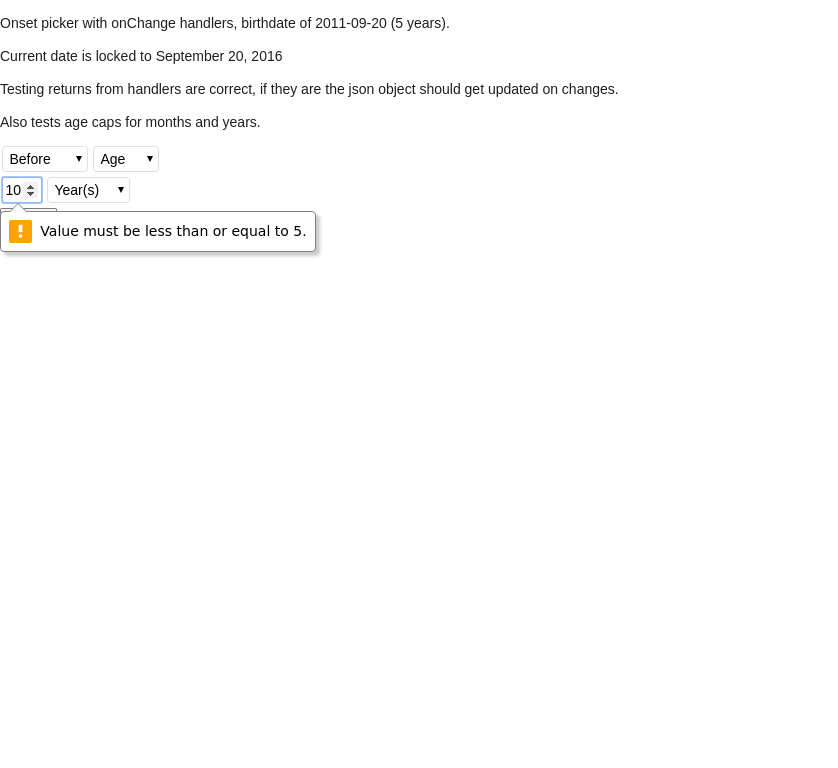 Onset picker with onChange handlers, birthdate of 2011-09-20 (5 years).
Current date is locked to September 20, 2016
Testing returns from handlers are correct, if they are the json object should get updated on changes.
Also tests age caps for months and years.
Before Age
10 Year(s)
Value must be less than or equal to 5.